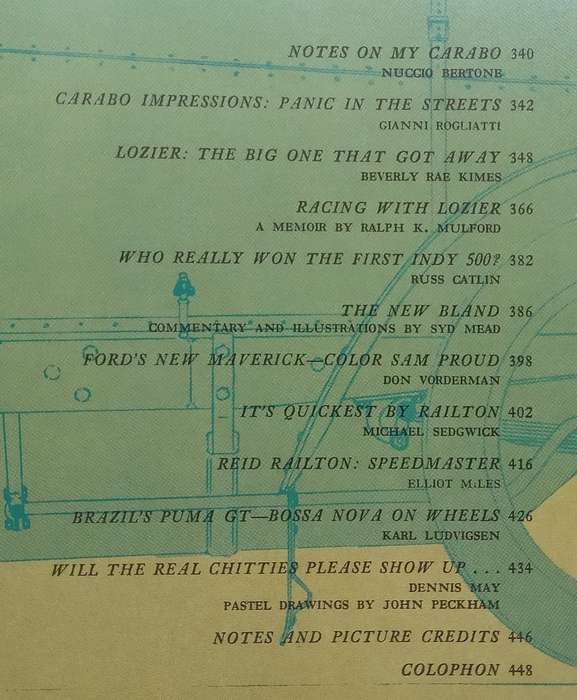 NOTES ON MY CARABO 340
NUCCIO BERTONE
CARABO IMPRESSIONS: PANIC IN THE STREETS 342
GIANNI ROGLIATTI
LOZIER: THE BIG ONE THAT GOT AWAY 348
BEVERLY RAE KIMES
RACING WITH LOZIER 366
A MEMOIR BY RALPH K. MULFORD
WHO REALLY WON THE FIRST INDY 500? 382
RUSS CATLIN
THE NEW BLAND 386
COMMENTARY AND ILLUSTRATIONS BY SYD MEAD
FORD'S NEW MAVERICK—COLOR SAM PROUD 398
DON VORDERMAN
IT'S QUICKEST BY RAILTON 402
MICHAEL SEDGWICK
REID RAILTON: SPEEDMASTER 416
ELLIOT MILES
BRAZIL'S PUMA GT—BOSSA NOVA ON WHEELS 426
KARL LUDVIGSEN
WILL THE REAL CHITTIES PLEASE SHOW UP . . . 434
DENNIS MAY
PASTEL DRAWINGS BY JOHN PECKHAM
NOTES AND PICTURE CREDITS 446
COLOPHON 448